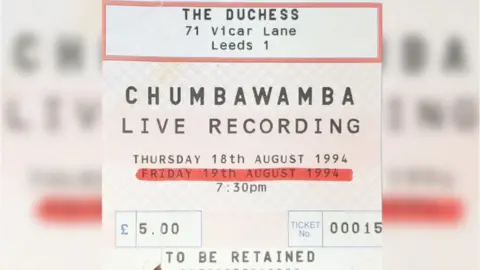 THE DUCHESS
71 Vicar Lane
Leeds 1
CHUMBAWAMBA
LIVE RECORDING
THURSDAY 18th AUGUST 1994
FRIDAY 19th AUGUST 1994
7:30pm
£ 5.00
TICKET No. 00015
TO BE RETAINED